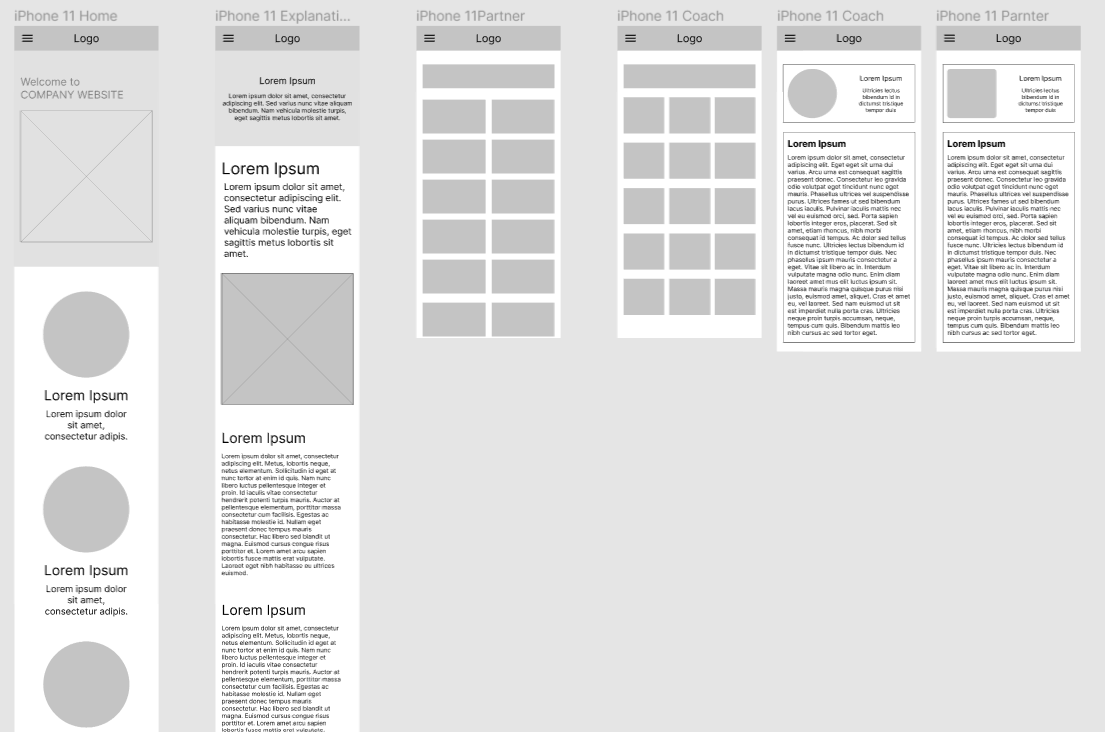 iPhone 11 Home
Logo
Welcome to
COMPANY WEBSITE
Lorem Ipsum
Lorem ipsum dolor
sit amet,
consectetur adipis.
Lorem Ipsum
Lorem ipsum dolor
sit amet,
consectetur adipis.
iPhone 11 Explanati...
Logo
Lorem Ipsum
Lorem ipsum dolor sit amet, consectetur
adipiscing elit. Sed varius nunc vitae aliquam
bibendum. Nam vehicula molestie turpis,
eget sagittis metus lobortis sit amet.
Lorem Ipsum
Lorem ipsum dolor sit amet,
consectetur adipiscing elit.
Sed varius nunc vitae
aliquam bibendum. Nam
vehicula molestie turpis, eget
sagittis metus lobortis sit
amet.
Lorem Ipsum
Lorem ipsum dolor sit amet, consectetur
adipiscing elit. Metus, lobortis neque,
netus elementum. Sollicitudin id eget at
nunc tortor at enim id quis. Nam nisi
libero luctus pellentesque integer et
proin. Id iaculis vitae consectetur
hendrerit potenti turpis mauris. Auctor at
pellentesque elementum, porttitor massa
consectetur cum facilisis. Egestas ac
habitasse molestie id. Nullam eget
praesent donec tempus mauris
consectetur. Hac libero bibendum ut
magna. Euismod cursus congue risus
porttitor et. Lorem amet arcu sapien
lobortis fusce mattis erat vulputate.
Laoreet eget nibh habitasse eu ultrices
euismod.
Lorem Ipsum
Lorem ipsum dolor sit amet, consectetur
adipiscing elit. Metus, lobortis neque,
netus elementum. Sollicitudin id eget at
nunc tortor at enim id quis. Nam nisi
libero luctus pellentesque integer et
proin. Id iaculis vitae consectetur
hendrerit potenti turpis mauris. Auctor at
pellentesque elementum, porttitor massa
consectetur cum facilisis. Egestas ac
habitasse molestie id. Nullam eget
praesent donec tempus mauris
consectetur. Hac libero bibendum ut
magna. Euismod cursus congue risus
porttitor et. Lorem amet arcu sapien
lobortis fusce mattis erat vulputate.
iPhone 11Partner
Logo
iPhone 11 Coach
Logo
iPhone 11 Coach
Logo
Lorem Ipsum
Ultricies lectus
bibendum id in
dictumst tristique
tempor duis
Lorem Ipsum
Lorem ipsum dolor sit amet, consectetur
adipiscing elit. Amet eget sit urna dui
varius. Arcu non quis consequat sed
praesent donec. Consectetur leo gravida
odio volutpat eget tincidunt nunc eget
mauris. Phasellus ultrices vel suspendisse
purus. Ultrices fames ut sed bibendum
lacus iaculis. Pulvinar iaculis mattis nec
vel eu euismod orci, sed. Porta sapien
lobortis integer eros, placerat. Sed cras
amet, etiam rhoncus, nibh morbi
consequat id tempus. Ac dolor sed tellus
fusce nunc. Ultricies lectus bibendum id
in dictumst tristique tempor duis. Nec
phasellus ipsum mauris consectetur a
eget. Vitae sit libero ac in. Enim diam
laoreet amet mus elit ut ipsum ipsum.
Massa mauris magna quisque purus nisi
justo, euismod amet, aliquet. Cras et amet
eu, vel laoreet. Sed nam euismod ut sit
est imperdiet nulla porta cras. Ultricies
neque proin turpis accumsan, neque,
tempus cum quis. Bibendum mattis leo
nibh cursus ac sed tortor eget.
iPhone 11 Parnter
Logo
Lorem Ipsum
Ultricies lectus
bibendum id in
dictumst tristique
tempor duis
Lorem Ipsum
Lorem ipsum dolor sit amet, consectetur
adipiscing elit. Amet eget sit urna dui
varius. Arcu non quis consequat sed
praesent donec. Consectetur leo gravida
odio volutpat eget tincidunt nunc eget
mauris. Phasellus ultrices vel suspendisse
purus. Ultrices fames ut sed bibendum
lacus iaculis. Pulvinar iaculis mattis nec
vel eu euismod orci, sed. Porta sapien
lobortis integer eros, placerat. Sed cras
amet, etiam rhoncus, nibh morbi
consequat id tempus. Ac dolor sed tellus
fusce nunc. Ultricies lectus bibendum id
in dictumst tristique tempor duis. Nec
phasellus ipsum mauris consectetur a
eget. Vitae sit libero ac in. Enim diam
laoreet amet mus elit ut ipsum ipsum.
Massa mauris magna quisque purus nisi
justo, euismod amet, aliquet. Cras et amet
eu, vel laoreet. Sed nam euismod ut sit
est imperdiet nulla porta cras. Ultricies
neque proin turpis accumsan, neque,
tempus cum quis. Bibendum mattis leo
nibh cursus ac sed tortor eget.